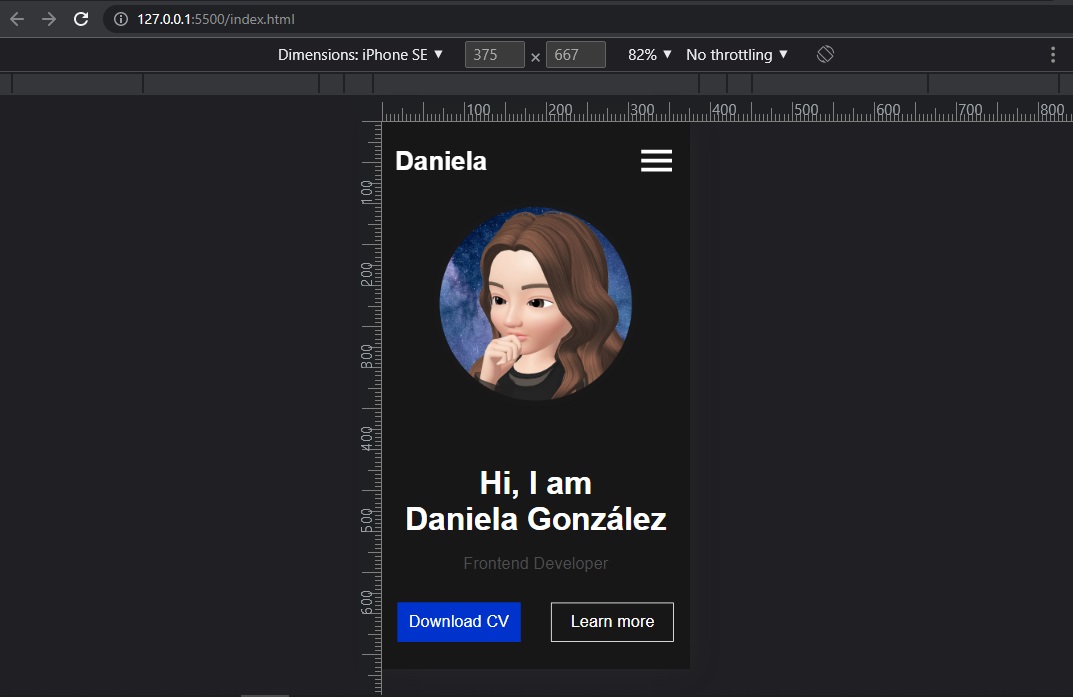 127.0.0.1:5500/index.html
Dimensions: iPhone SE ▼ 375 × 667 82% ▼ No throttling ▼
100 200 300 400 500 600 700 800
100
200
300
400
500
600
Daniela
Hi, I am
Daniela González
Frontend Developer
Download CV Learn more